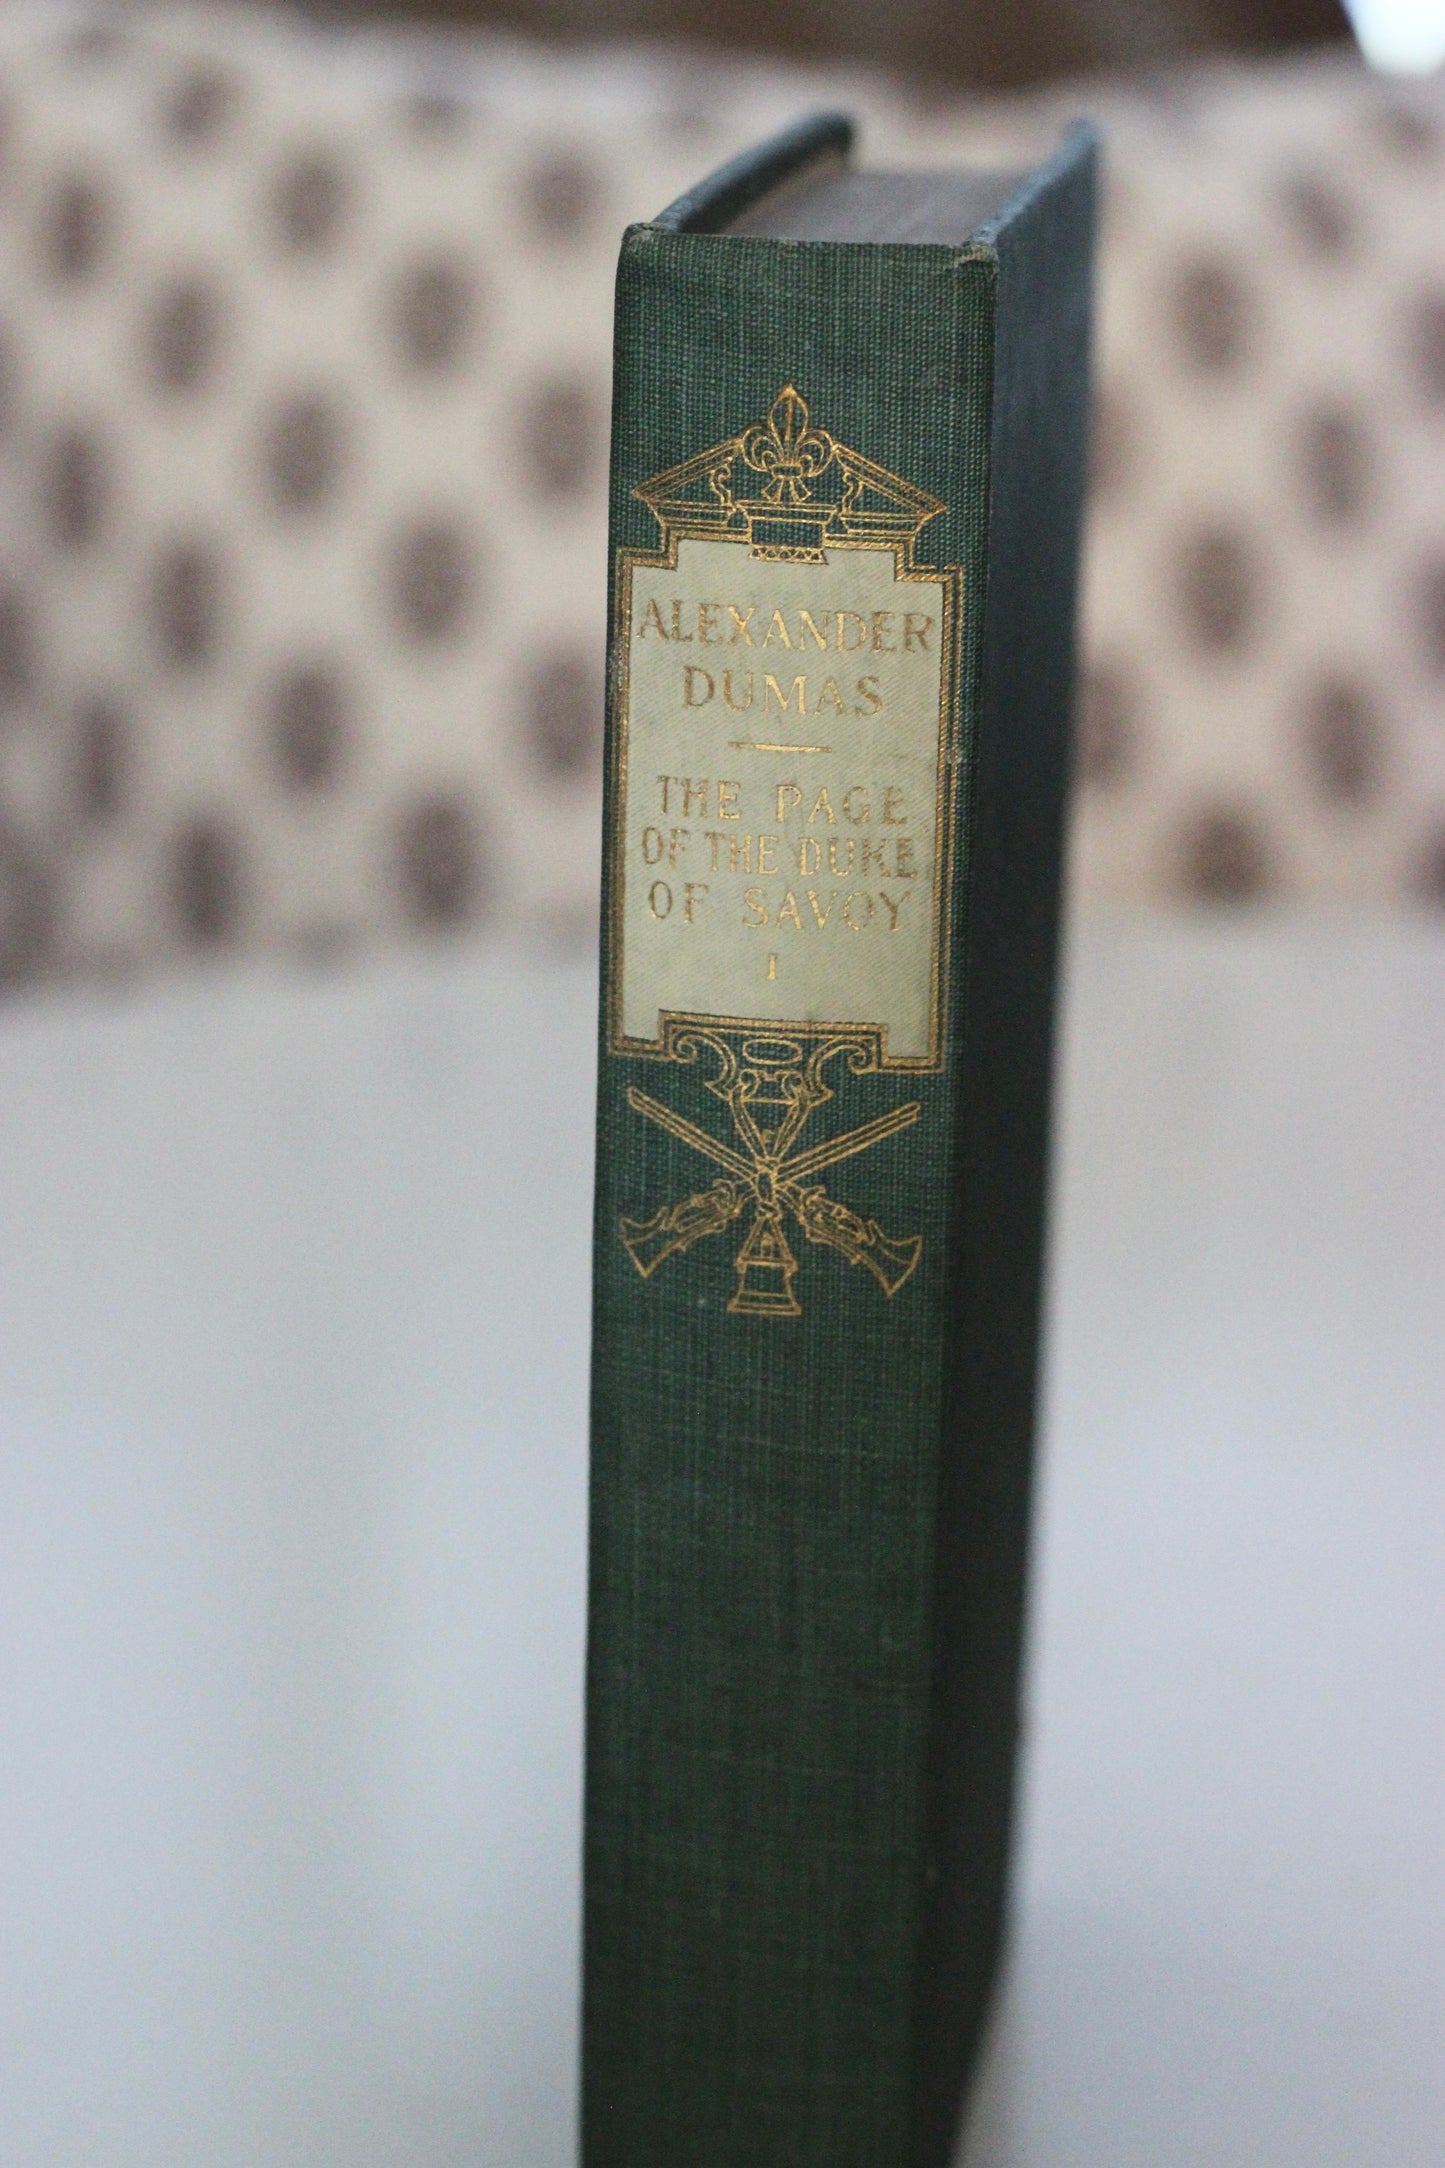 ALEXANDER
DUMAS
THE PAGE
OF THE DUKE
OF SAVOY
I